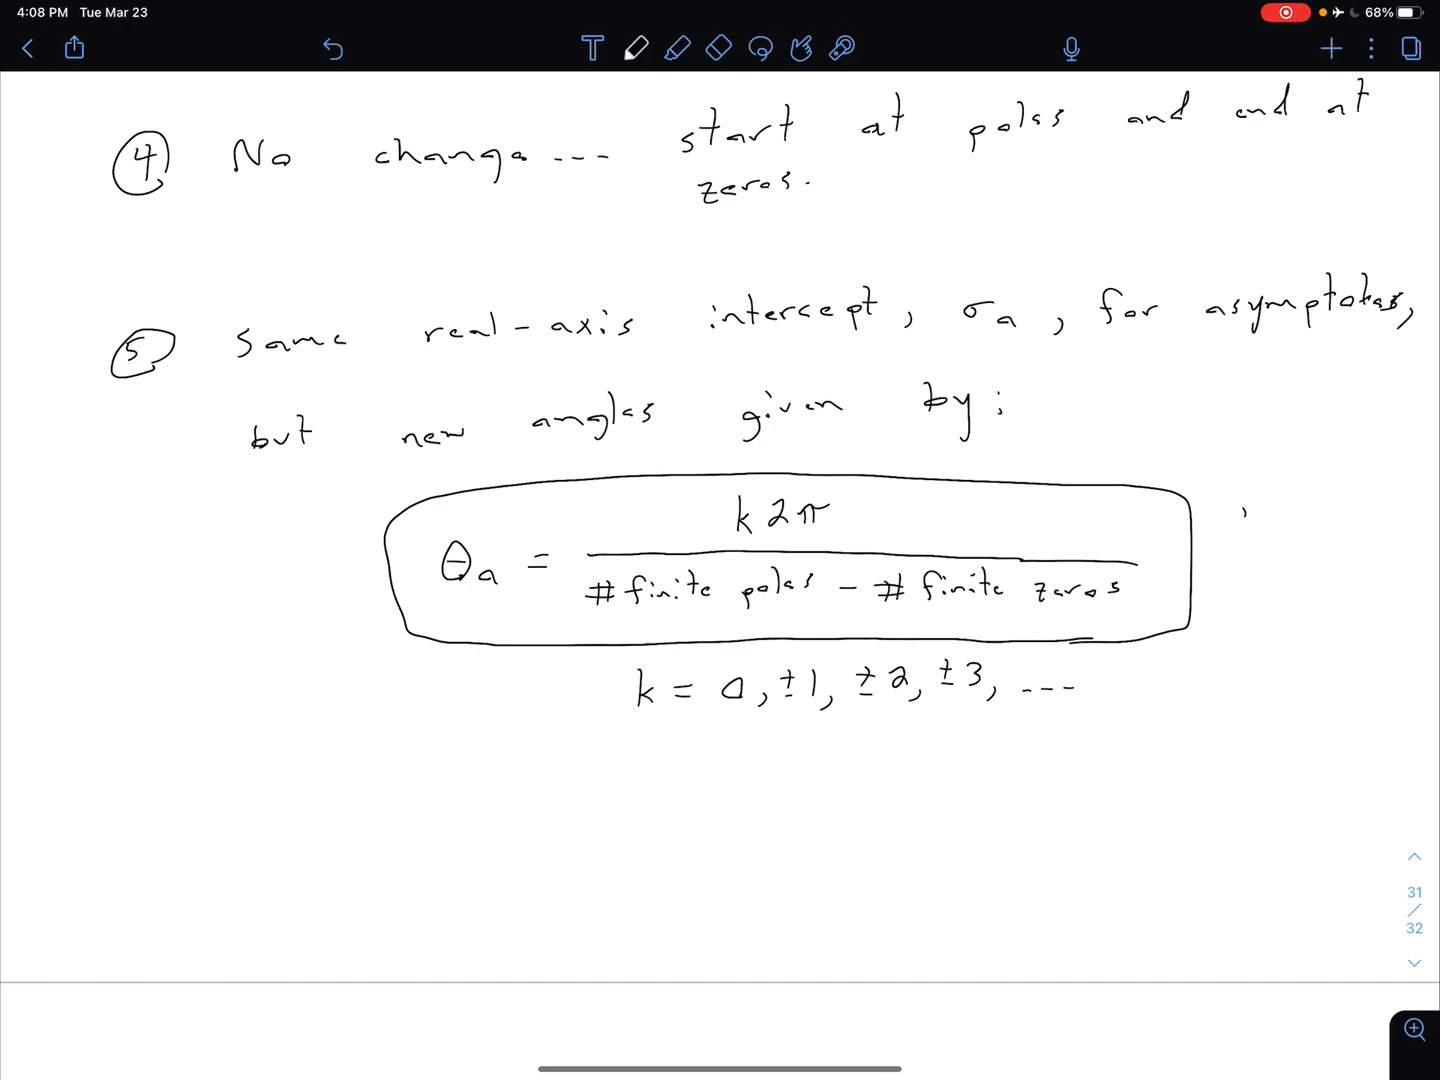 4:08 PM Tue Mar 23
68%
④ No change --- start at poles and end at
zeros.
⑤ Same real-axis intercept, σa, for asymptotes,
but new angles given by:
θa = k2π / (# finite poles - # finite zeros) ,
k = 0, ±1, ±2, ±3, ---
31
/
32